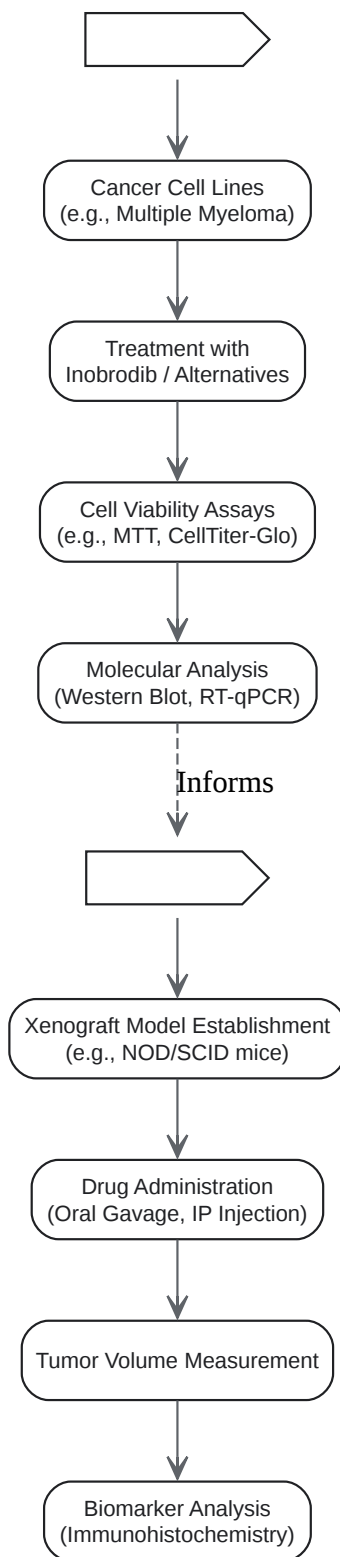 Cancer Cell Lines
(e.g., Multiple Myeloma)
Treatment with
Inobrodib / Alternatives
Cell Viability Assays
(e.g., MTT, CellTiter-Glo)
Molecular Analysis
(Western Blot, RT-qPCR)
Informs
Xenograft Model Establishment
(e.g., NOD/SCID mice)
Drug Administration
(Oral Gavage, IP Injection)
Tumor Volume Measurement
Biomarker Analysis
(Immunohistochemistry)